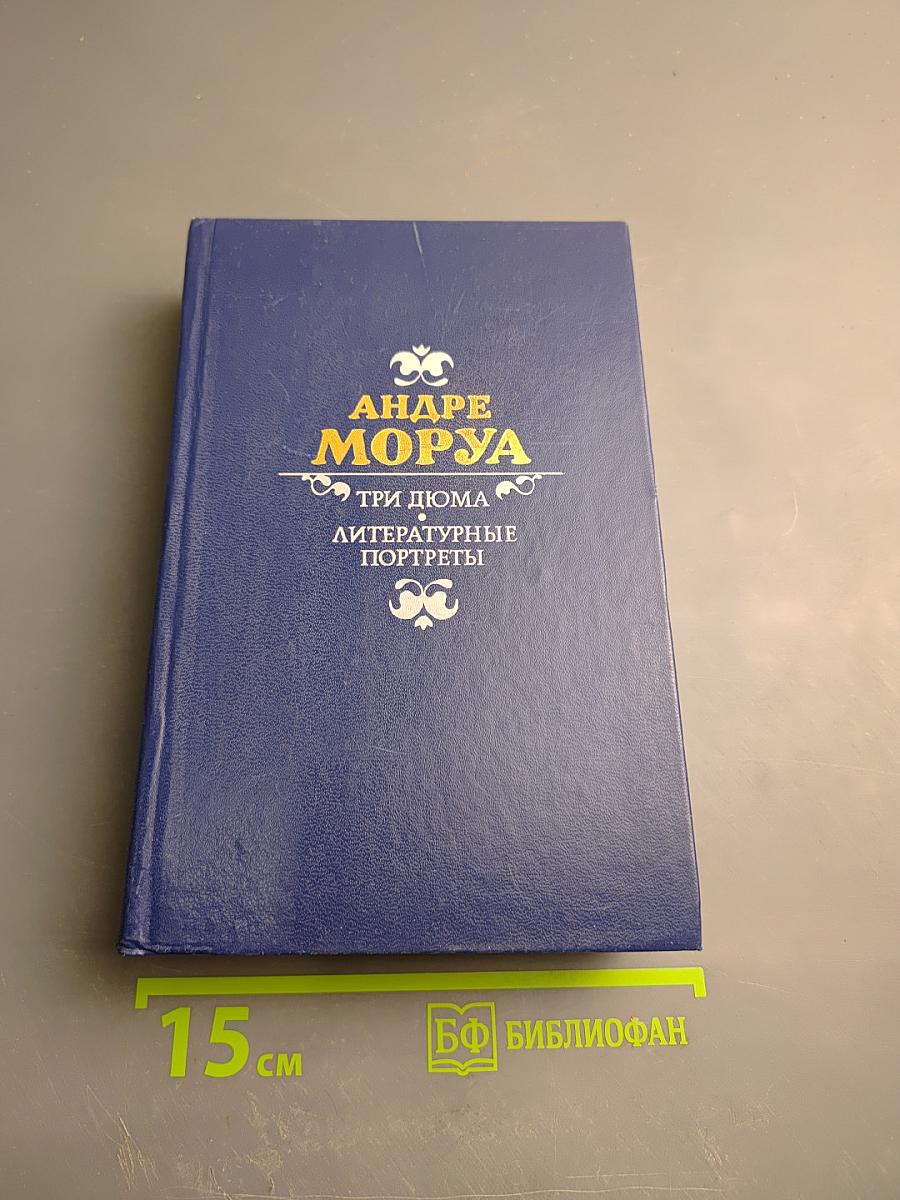 АНДРЕ
МОРУА
ТРИ ДЮМА
•
ЛИТЕРАТУРНЫЕ
ПОРТРЕТЫ
15 см
БФ БИБЛИОФАН